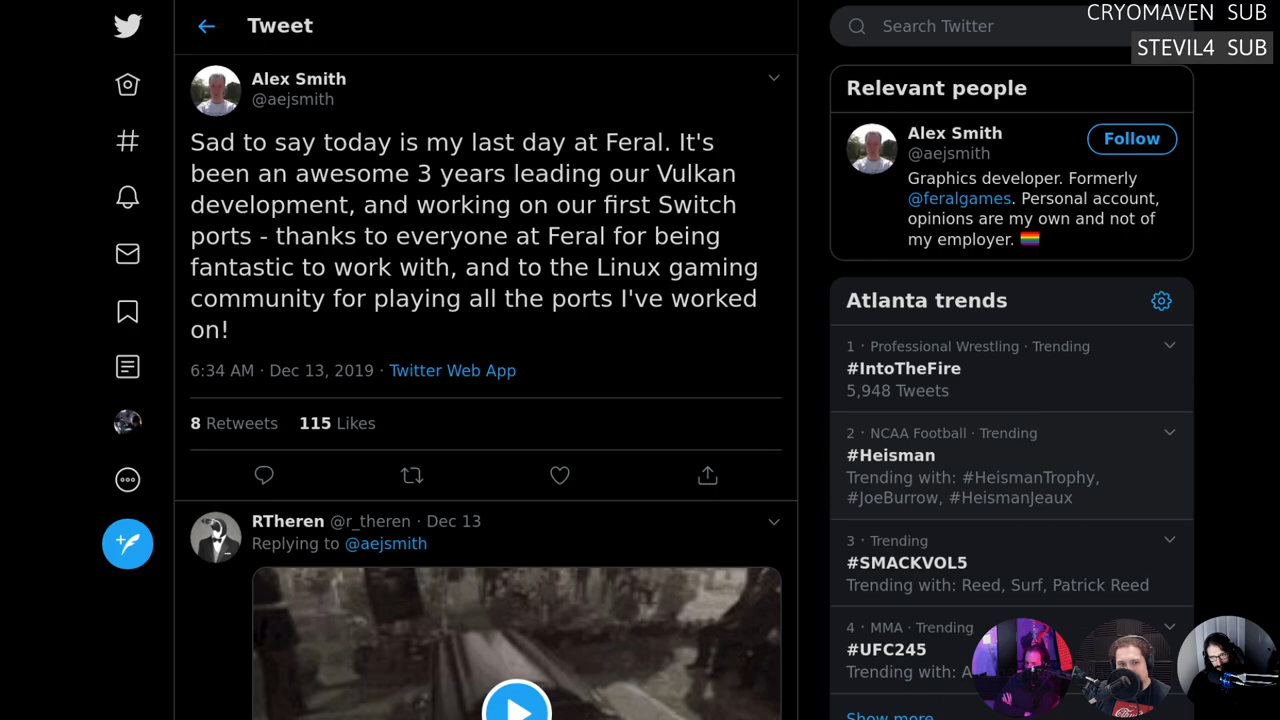 CRYOMAVEN SUB
STEVIL4 SUB
Tweet
Search Twitter
Alex Smith
@aejsmith
Sad to say today is my last day at Feral. It's
been an awesome 3 years leading our Vulkan
development, and working on our first Switch
ports - thanks to everyone at Feral for being
fantastic to work with, and to the Linux gaming
community for playing all the ports I've worked
on!
6:34 AM · Dec 13, 2019 · Twitter Web App
8 Retweets 115 Likes
RTheren @r_theren · Dec 13
Replying to @aejsmith
Relevant people
Alex Smith
@aejsmith
Follow
Graphics developer. Formerly
@feralgames. Personal account,
opinions are my own and not of
my employer.
Atlanta trends
1 · Professional Wrestling · Trending
#IntoTheFire
5,948 Tweets
2 · NCAA Football · Trending
#Heisman
Trending with: #HeismanTrophy,
#JoeBurrow, #HeismanJeaux
3 · Trending
#SMACKVOL5
Trending with: Reed, Surf, Patrick Reed
4 · MMA · Trending
#UFC245
Trending with:
Show more